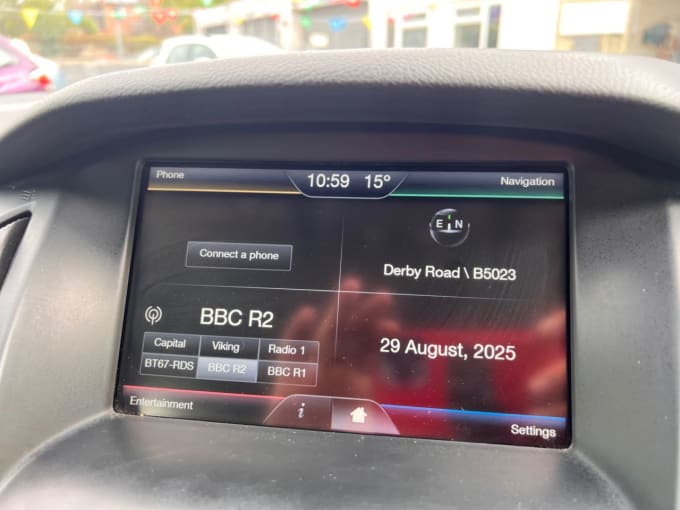 Phone
10:59 15°
Navigation
E N
Connect a phone
Derby Road \ B5023
BBC R2
Capital Viking Radio 1
BT67-RDS BBC R2 BBC R1
29 August, 2025
Entertainment
i
Settings